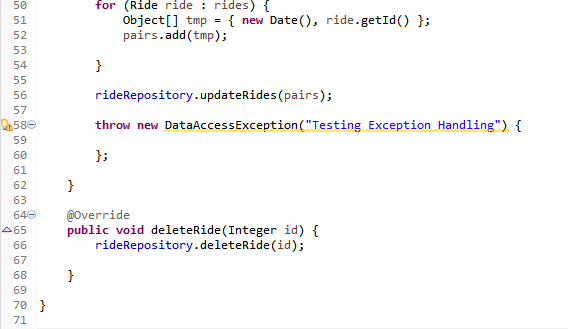 50 for (Ride ride : rides) {
51 Object[] tmp = { new Date(), ride.getId() };
52 pairs.add(tmp);
53
54 }
55
56 rideRepository.updateRides(pairs);
57
58 throw new DataAccessException("Testing Exception Handling") {
59
60 };
61
62 }
63
64 @Override
65 public void deleteRide(Integer id) {
66 rideRepository.deleteRide(id);
67
68 }
69
70 }
71